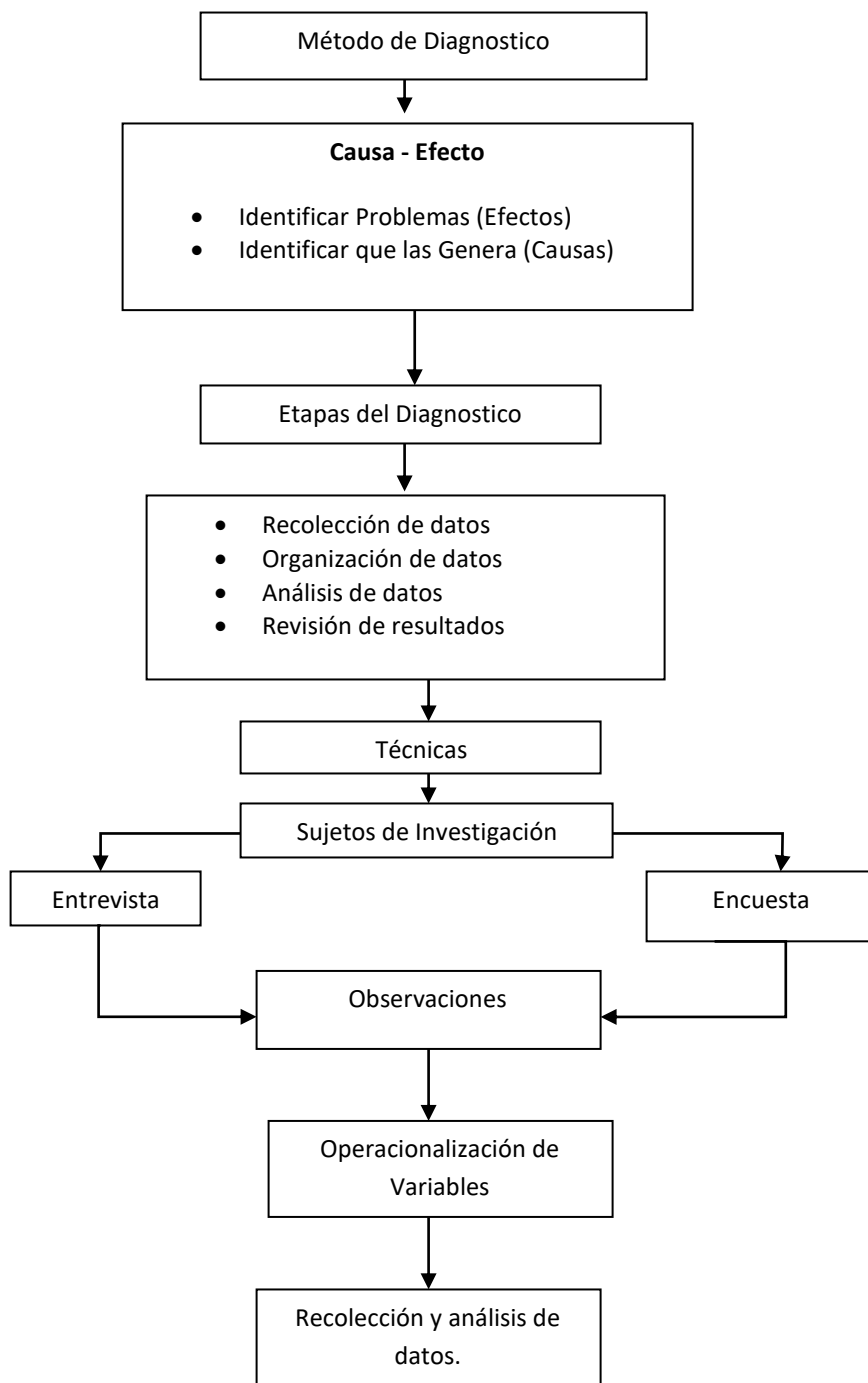 Método de Diagnostico
Causa - Efecto
• Identificar Problemas (Efectos)
• Identificar que las Genera (Causas)
Etapas del Diagnostico
• Recolección de datos
• Organización de datos
• Análisis de datos
• Revisión de resultados
Técnicas
Sujetos de Investigación
Entrevista
Encuesta
Observaciones
Operacionalización de
Variables
Recolección y análisis de
datos.